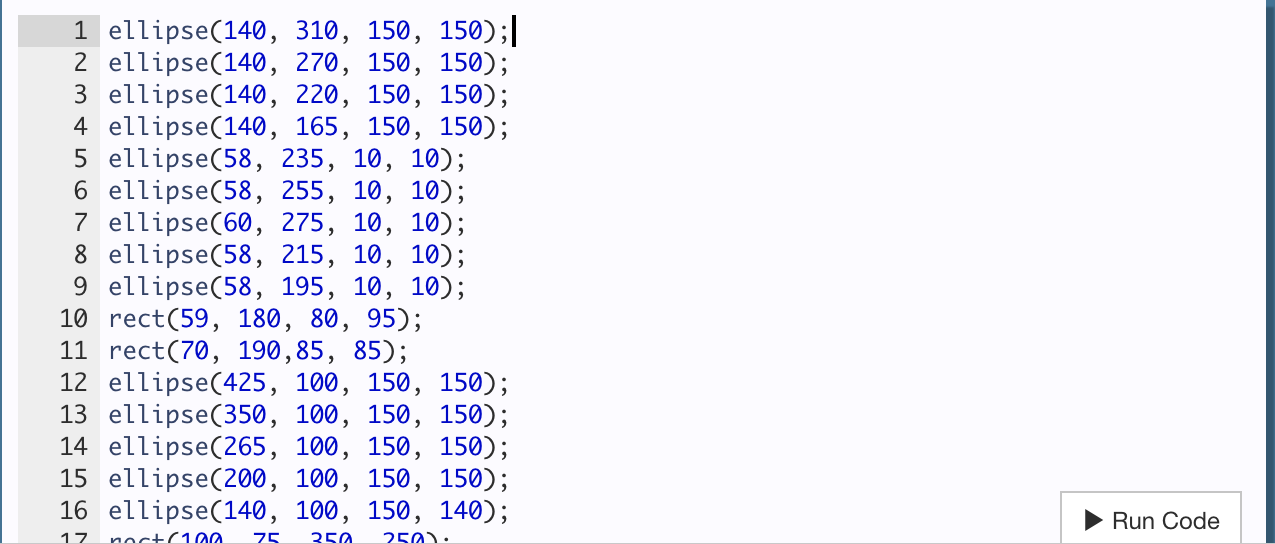 1 ellipse(140, 310, 150, 150);
2 ellipse(140, 270, 150, 150);
3 ellipse(140, 220, 150, 150);
4 ellipse(140, 165, 150, 150);
5 ellipse(58, 235, 10, 10);
6 ellipse(58, 255, 10, 10);
7 ellipse(60, 275, 10, 10);
8 ellipse(58, 215, 10, 10);
9 ellipse(58, 195, 10, 10);
10 rect(59, 180, 80, 95);
11 rect(70, 190,85, 85);
12 ellipse(425, 100, 150, 150);
13 ellipse(350, 100, 150, 150);
14 ellipse(265, 100, 150, 150);
15 ellipse(200, 100, 150, 150);
16 ellipse(140, 100, 150, 140);
17 rect(100, 75, 350, 250);
Run Code